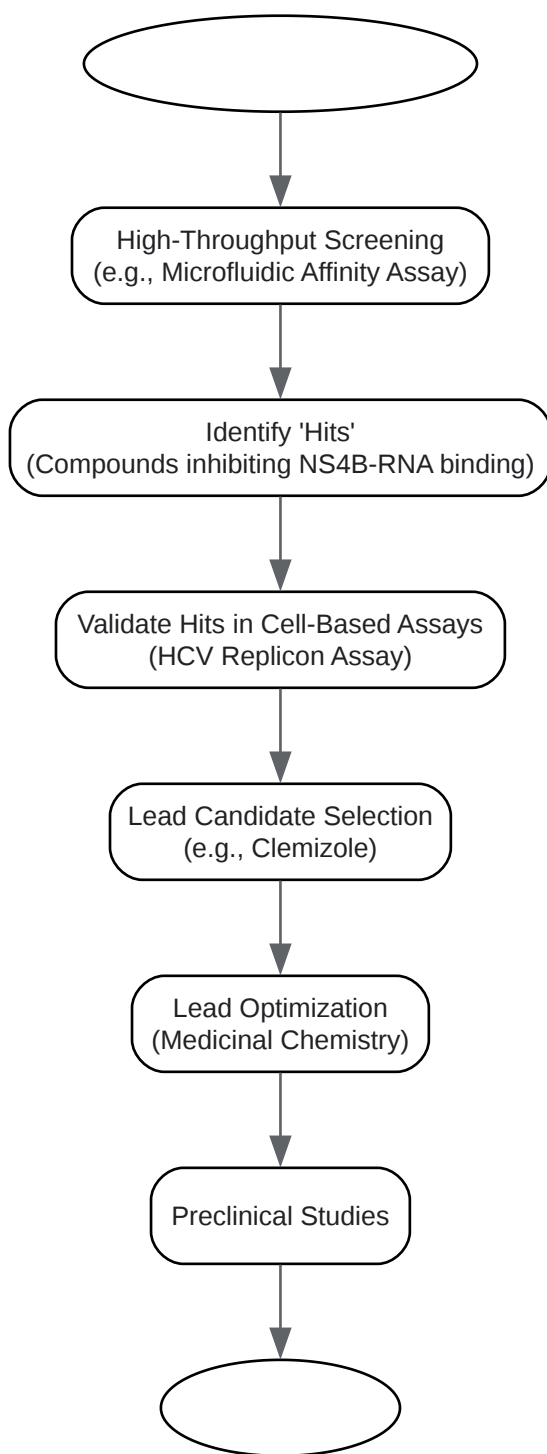 High-Throughput Screening
(e.g., Microfluidic Affinity Assay)
Identify 'Hits'
(Compounds inhibiting NS4B-RNA binding)
Validate Hits in Cell-Based Assays
(HCV Replicon Assay)
Lead Candidate Selection
(e.g., Clemizole)
Lead Optimization
(Medicinal Chemistry)
Preclinical Studies